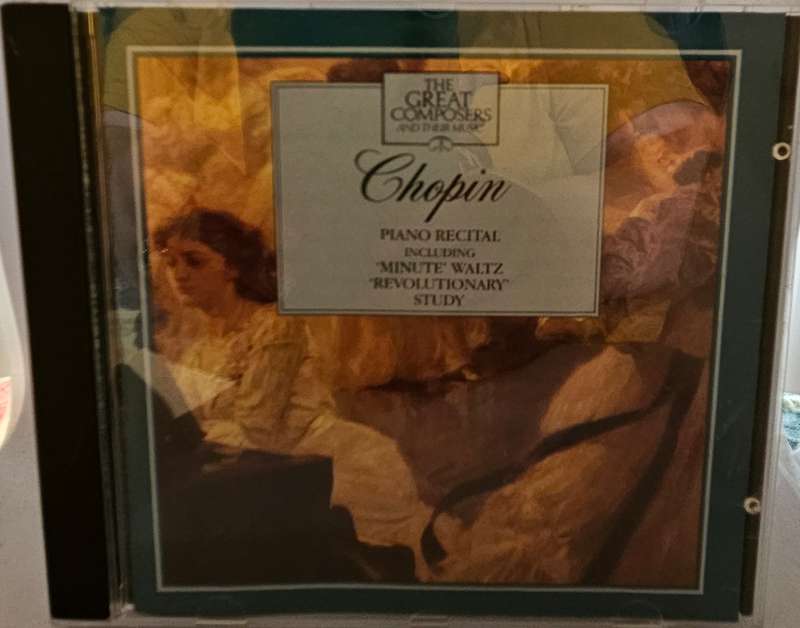 THE
GREAT
COMPOSERS
AND THEIR MUSIC
Chopin
PIANO RECITAL
INCLUDING
'MINUTE' WALTZ
'REVOLUTIONARY'
STUDY